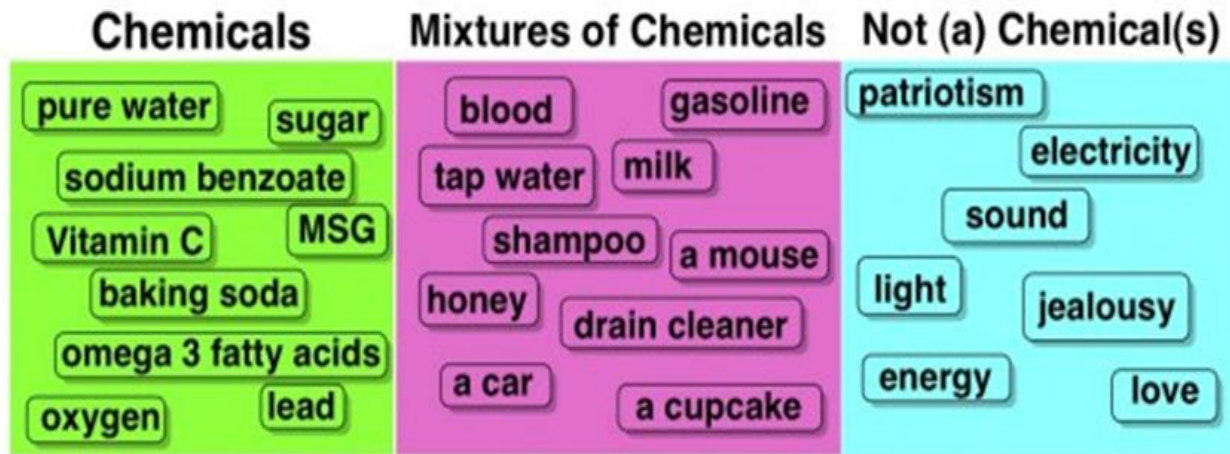 Chemicals
pure water
sugar
sodium benzoate
Vitamin C
MSG
baking soda
omega 3 fatty acids
oxygen
lead
Mixtures of Chemicals
blood
gasoline
tap water
milk
shampoo
a mouse
honey
drain cleaner
a car
a cupcake
Not (a) Chemical(s)
patriotism
electricity
sound
light
jealousy
energy
love